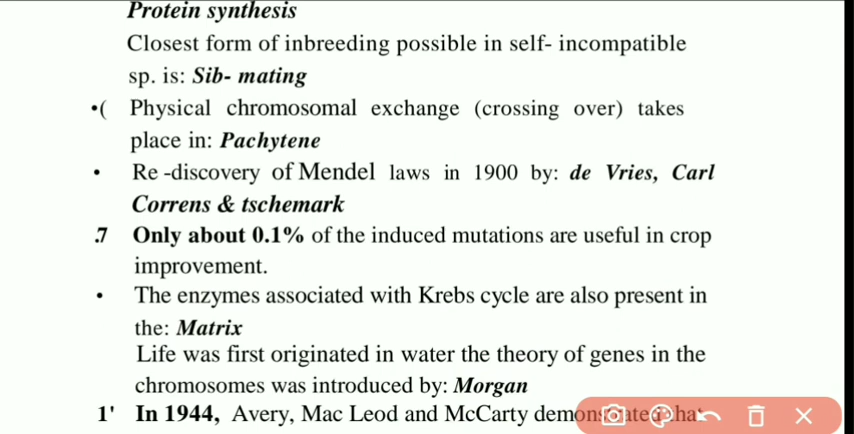 Protein synthesis
Closest form of inbreeding possible in self- incompatible
sp. is: Sib- mating
•( Physical chromosomal exchange (crossing over) takes
place in: Pachytene
• Re -discovery of Mendel laws in 1900 by: de Vries, Carl
Correns & tschemark
.7 Only about 0.1% of the induced mutations are useful in crop
improvement.
• The enzymes associated with Krebs cycle are also present in
the: Matrix
Life was first originated in water the theory of genes in the
chromosomes was introduced by: Morgan
1' In 1944, Avery, Mac Leod and McCarty demonstrated that